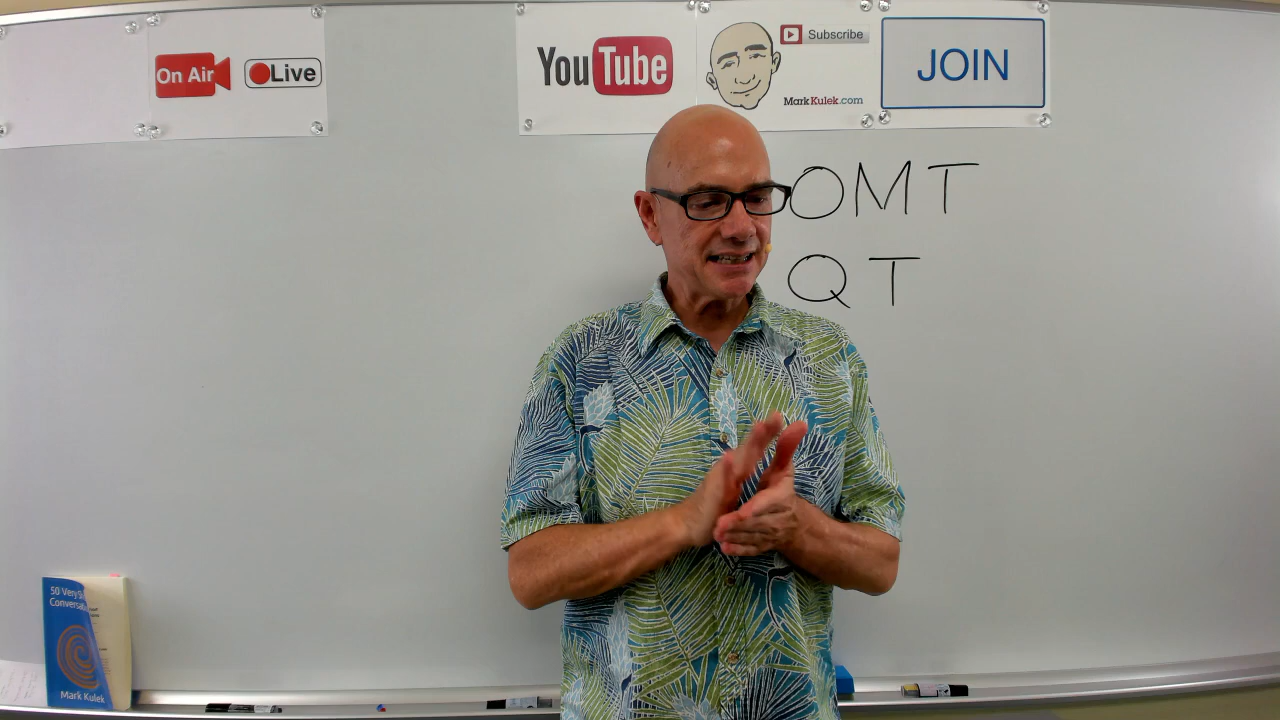 On Air
Live
YouTube
Subscribe
MarkKulek.com
JOIN
OMT
QT
50 Very
Conversa
Mark Kulek